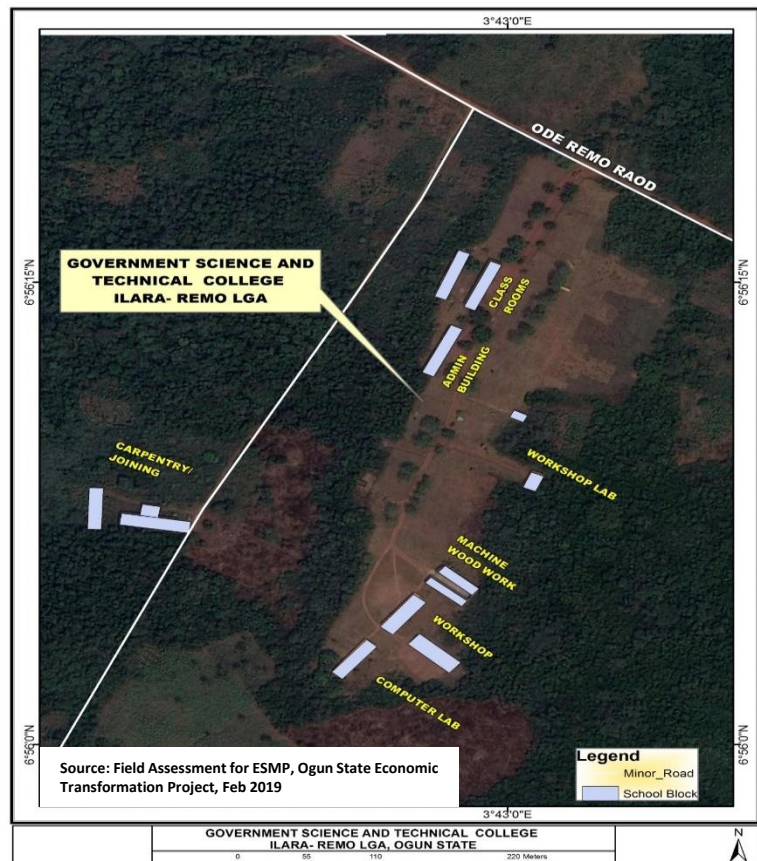 3°43'0"E
ODE REMO RAOD
GOVERNMENT SCIENCE AND
TECHNICAL COLLEGE
ILARA- REMO LGA
6°56'15"N
6°56'15"N
CLASS
ROOMS
ADMIN
BUILDING
CARPENTRY/
JOINING
WORKSHOP LAB
MACHINE
WOOD WORK
WORKSHOP
COMPUTER LAB
6°56'0"N
6°56'0"N
Source: Field Assessment for ESMP, Ogun State Economic
Transformation Project, Feb 2019
Legend
Minor_Road
School Block
3°43'0"E
GOVERNMENT SCIENCE AND TECHNICAL COLLEGE
ILARA- REMO LGA, OGUN STATE
0 55 110 220 Meters
N